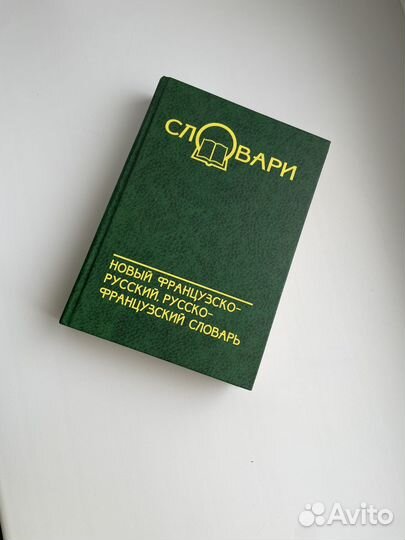 СЛОВАРИ
НОВЫЙ ФРАНЦУЗСКО-
РУССКИЙ, РУССКО-
ФРАНЦУЗСКИЙ СЛОВАРЬ
Avito